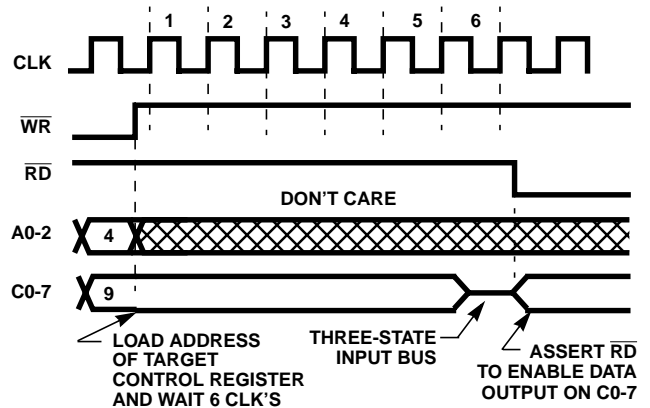 1 2 3 4 5 6
CLK
WR
RD
DON'T CARE
A0-2 4
C0-7 9
LOAD ADDRESS
OF TARGET
CONTROL REGISTER
AND WAIT 6 CLK'S
THREE-STATE
INPUT BUS
ASSERT RD
TO ENABLE DATA
OUTPUT ON C0-7